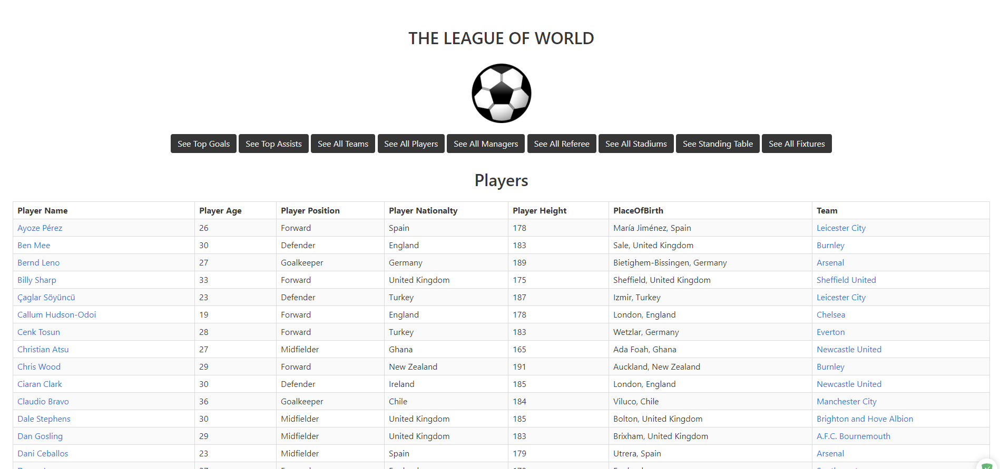 THE LEAGUE OF WORLD
See Top Goals See Top Assists See All Teams See All Players See All Managers See All Referee See All Stadiums See Standing Table See All Fixtures
Players
Player Name Player Age Player Position Player Nationalty Player Height PlaceOfBirth Team
Ayoze Pérez 26 Forward Spain 178 María Jiménez, Spain Leicester City
Ben Mee 30 Defender England 183 Sale, United Kingdom Burnley
Bernd Leno 27 Goalkeeper Germany 189 Bietighem-Bissingen, Germany Arsenal
Billy Sharp 33 Forward United Kingdom 175 Sheffield, United Kingdom Sheffield United
Çaglar Söyüncü 23 Defender Turkey 187 Izmir, Turkey Leicester City
Callum Hudson-Odoi 19 Forward England 178 London, England Chelsea
Cenk Tosun 28 Forward Turkey 183 Wetzlar, Germany Everton
Christian Atsu 27 Midfielder Ghana 165 Ada Foah, Ghana Newcastle United
Chris Wood 29 Forward New Zealand 191 Auckland, New Zealand Burnley
Ciaran Clark 30 Defender Ireland 185 London, England Newcastle United
Claudio Bravo 36 Goalkeeper Chile 184 Viluco, Chile Manchester City
Dale Stephens 30 Midfielder United Kingdom 185 Bolton, United Kingdom Brighton and Hove Albion
Dan Gosling 29 Midfielder United Kingdom 183 Brixham, United Kingdom A.F.C. Bournemouth
Dani Ceballos 23 Midfielder Spain 179 Utrera, Spain Arsenal